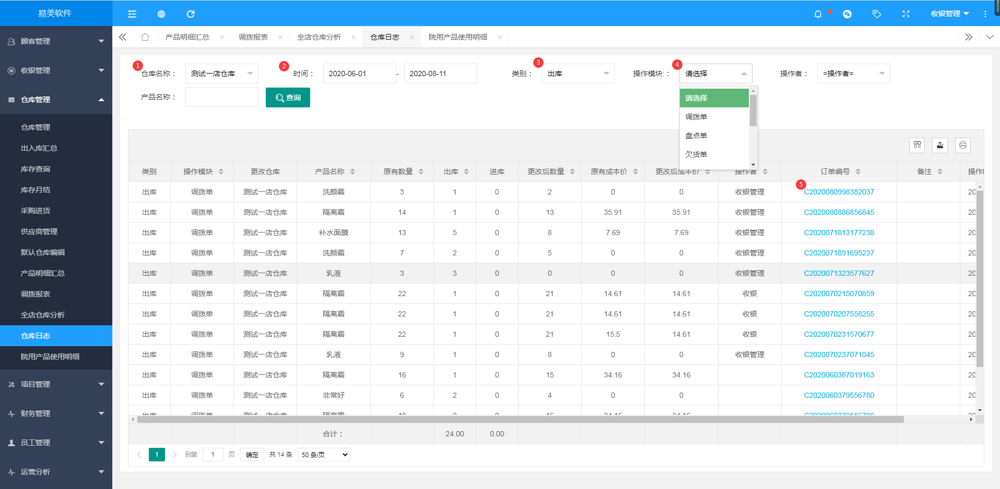 易美软件
收银管理
顾客管理
收银管理
仓库管理
仓库管理
出入库汇总
库存查询
库存月结
采购进货
供应商管理
默认仓库编辑
产品明细汇总
调拨报表
全店仓库分析
仓库日志
院用产品使用明细
项目管理
财务管理
员工管理
运营分析
产品明细汇总 × 调拨报表 × 全店仓库分析 × 仓库日志 × 院用产品使用明细 ×
1 仓库名称： 测试一店仓库 2 时间： 2020-06-01 - 2020-08-11 3 类别： 出库 4 操作模块:： 请选择 操作者： =操作者=
产品名称： 查询
请选择
调拨单
盘点单
欠货单
类别 操作模块 更改仓库 产品名称 原有数量 出库 进库 更改后数量 原有成本价 更改后成本价 操作者 订单编号 备注
5
出库 调拨单 测试一店仓库 洗颜霜 3 1 0 2 0 0 收银管理 C2020080998382037 20
出库 调拨单 测试一店仓库 隔离霜 14 1 0 13 35.91 35.91 收银管理 C2020080886856845 20
出库 调拨单 测试一店仓库 补水面膜 13 5 0 8 7.69 7.69 收银管理 C2020071813177238 20
出库 调拨单 测试一店仓库 洗颜霜 7 2 0 5 0 0 收银管理 C2020071891695237 20
出库 调拨单 测试一店仓库 乳液 3 3 0 0 0 0 收银管理 C2020071323577627 20
出库 调拨单 测试一店仓库 隔离霜 22 1 0 21 14.61 14.61 收银 C2020070215070859 20
出库 调拨单 测试一店仓库 隔离霜 22 1 0 21 14.61 14.61 收银 C2020070207558255 20
出库 调拨单 测试一店仓库 隔离霜 22 1 0 21 15.5 14.61 收银 C2020070231570677 20
出库 调拨单 测试一店仓库 乳液 9 1 0 8 0 0 收银管理 C2020070237071045 20
出库 调拨单 测试一店仓库 隔离霜 16 1 0 15 34.16 34.16 C2020060387019163 20
出库 调拨单 测试一店仓库 非常好 6 2 0 4 0 0 C2020060379556780 20
出库 调拨单 测试一店仓库 隔离霜 18 2 0 16 34.16 34.16 C2020060379556780 20
合计： 24.00 0.00
1 到第 1 页 确定 共 14 条 50 条/页